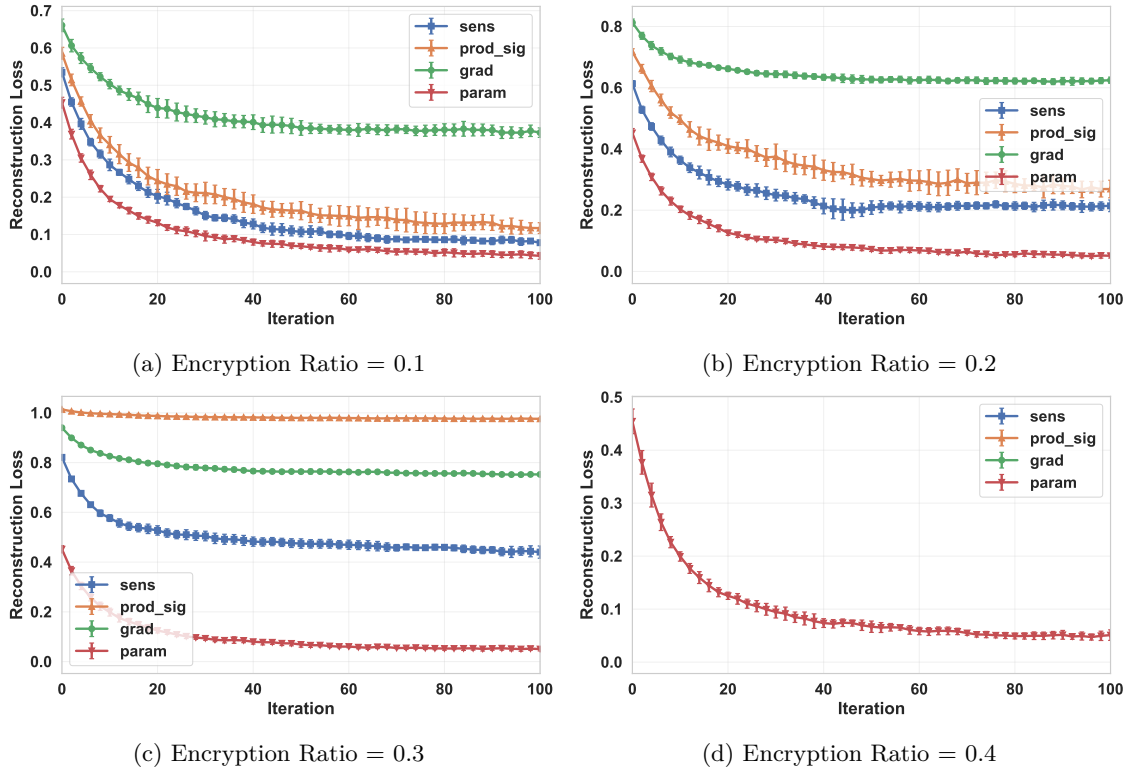 0.7
0.6
0.5
0.4
0.3
0.2
0.1
0.0
Reconstruction Loss
sens
prod_sig
grad
param
0 20 40 60 80 100
Iteration
(a) Encryption Ratio = 0.1
1.0
0.8
0.6
0.4
0.2
0.0
Reconstruction Loss
sens
prod_sig
grad
param
0 20 40 60 80 100
Iteration
(b) Encryption Ratio = 0.2
1.0
0.8
0.6
0.4
0.2
0.0
Reconstruction Loss
sens
prod_sig
grad
param
0 20 40 60 80 100
Iteration
(c) Encryption Ratio = 0.3
0.5
0.4
0.3
0.2
0.1
0.0
Reconstruction Loss
sens
prod_sig
grad
param
0 20 40 60 80 100
Iteration
(d) Encryption Ratio = 0.4